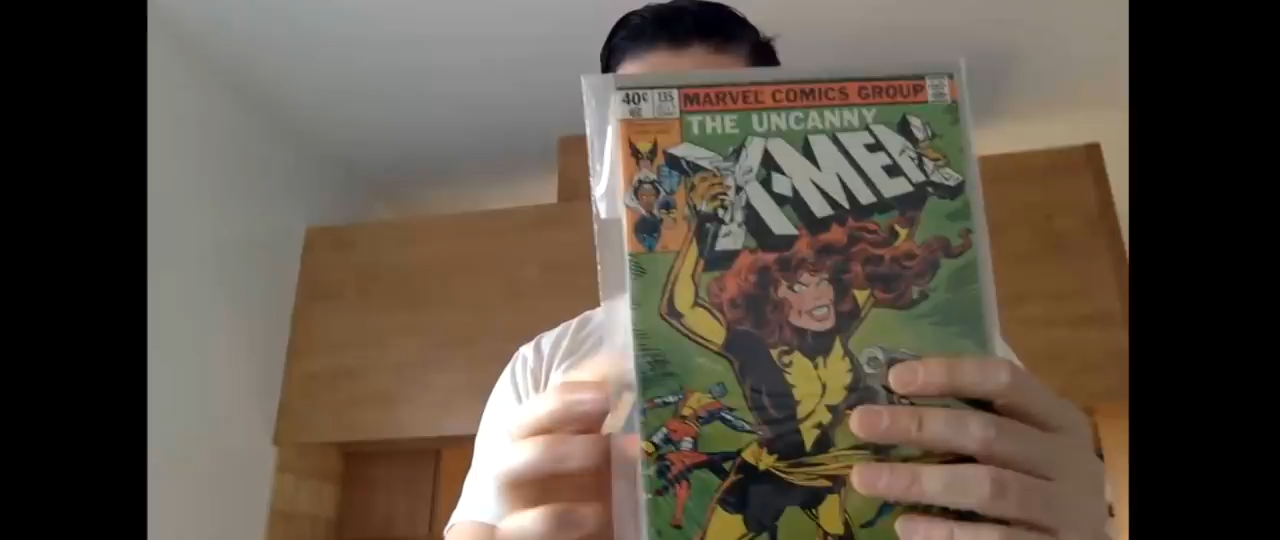 40¢
135
MARVEL COMICS GROUP
THE UNCANNY
X-MEN